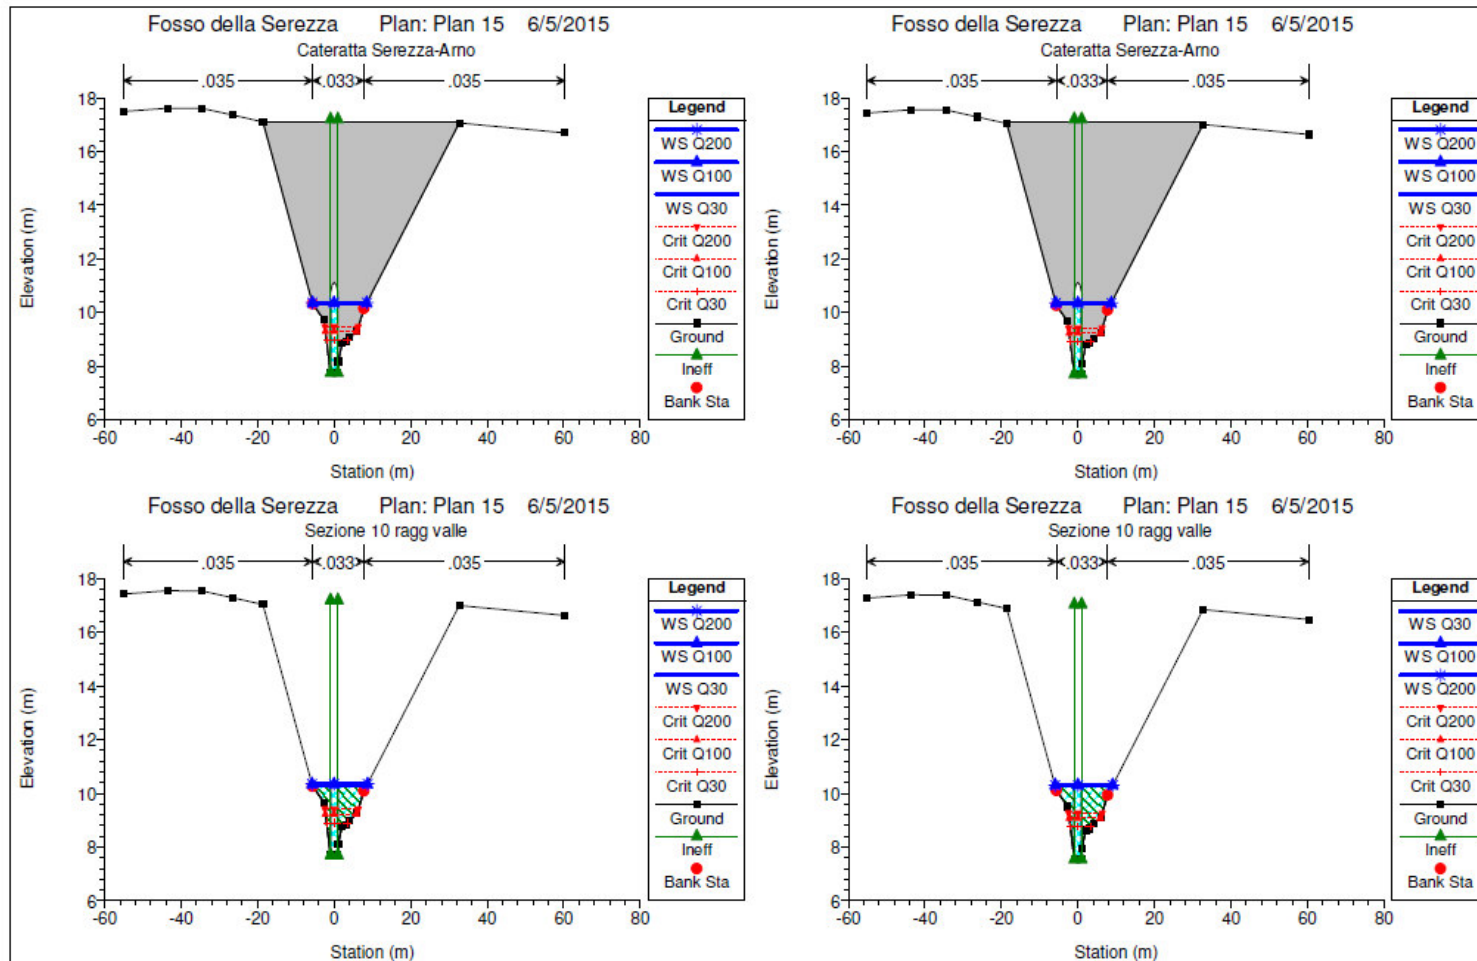 Fosso della Serezza Plan: Plan 15 6/5/2015
Cateratta Serezza-Arno
.035 .033 .035
18
16
14
12
10
8
6
-60 -40 -20 0 20 40 60 80
Elevation (m)
Station (m)
Legend
WS Q200
WS Q100
WS Q30
Crit Q200
Crit Q100
Crit Q30
Ground
Ineff
Bank Sta
Fosso della Serezza Plan: Plan 15 6/5/2015
Cateratta Serezza-Arno
.035 .033 .035
18
16
14
12
10
8
6
-60 -40 -20 0 20 40 60 80
Elevation (m)
Station (m)
Legend
WS Q200
WS Q100
WS Q30
Crit Q200
Crit Q100
Crit Q30
Ground
Ineff
Bank Sta
Fosso della Serezza Plan: Plan 15 6/5/2015
Sezione 10 ragg valle
.035 .033 .035
18
16
14
12
10
8
6
-60 -40 -20 0 20 40 60 80
Elevation (m)
Station (m)
Legend
WS Q200
WS Q100
WS Q30
Crit Q200
Crit Q100
Crit Q30
Ground
Ineff
Bank Sta
Fosso della Serezza Plan: Plan 15 6/5/2015
.035 .033 .035
18
16
14
12
10
8
6
-60 -40 -20 0 20 40 60 80
Elevation (m)
Station (m)
Legend
WS Q30
WS Q100
WS Q200
Crit Q200
Crit Q100
Crit Q30
Ground
Ineff
Bank Sta